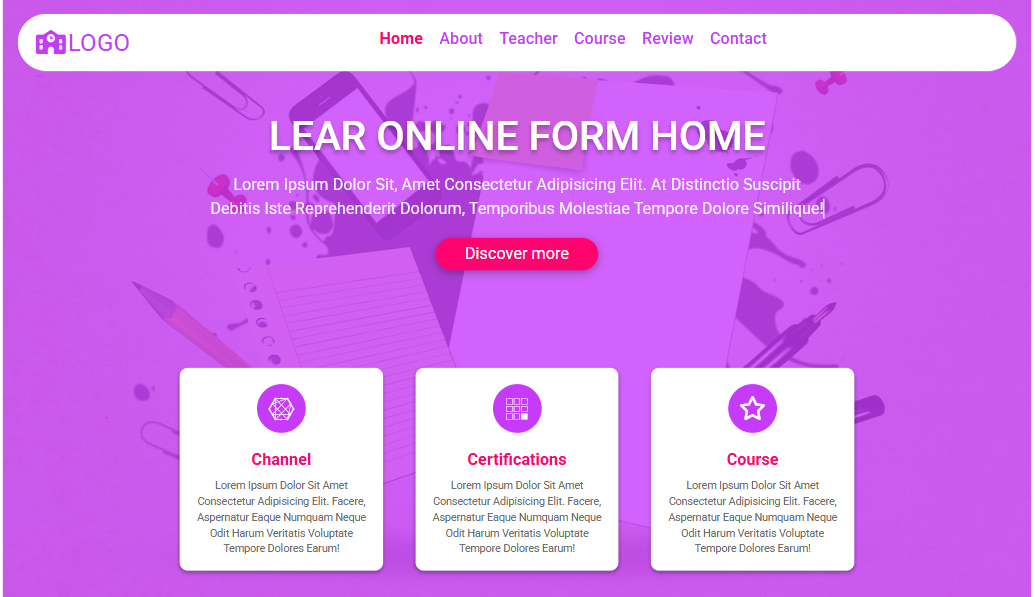 LOGO
Home About Teacher Course Review Contact
LEAR ONLINE FORM HOME
Lorem Ipsum Dolor Sit, Amet Consectetur Adipisicing Elit. At Distinctio Suscipit
Debitis Iste Reprehenderit Dolorum, Temporibus Molestiae Tempore Dolore Similique!
Discover more
Channel
Lorem Ipsum Dolor Sit Amet
Consectetur Adipisicing Elit. Facere,
Aspernatur Eaque Numquam Neque
Odit Harum Veritatis Voluptate
Tempore Dolores Earum!
Certifications
Lorem Ipsum Dolor Sit Amet
Consectetur Adipisicing Elit. Facere,
Aspernatur Eaque Numquam Neque
Odit Harum Veritatis Voluptate
Tempore Dolores Earum!
Course
Lorem Ipsum Dolor Sit Amet
Consectetur Adipisicing Elit. Facere,
Aspernatur Eaque Numquam Neque
Odit Harum Veritatis Voluptate
Tempore Dolores Earum!